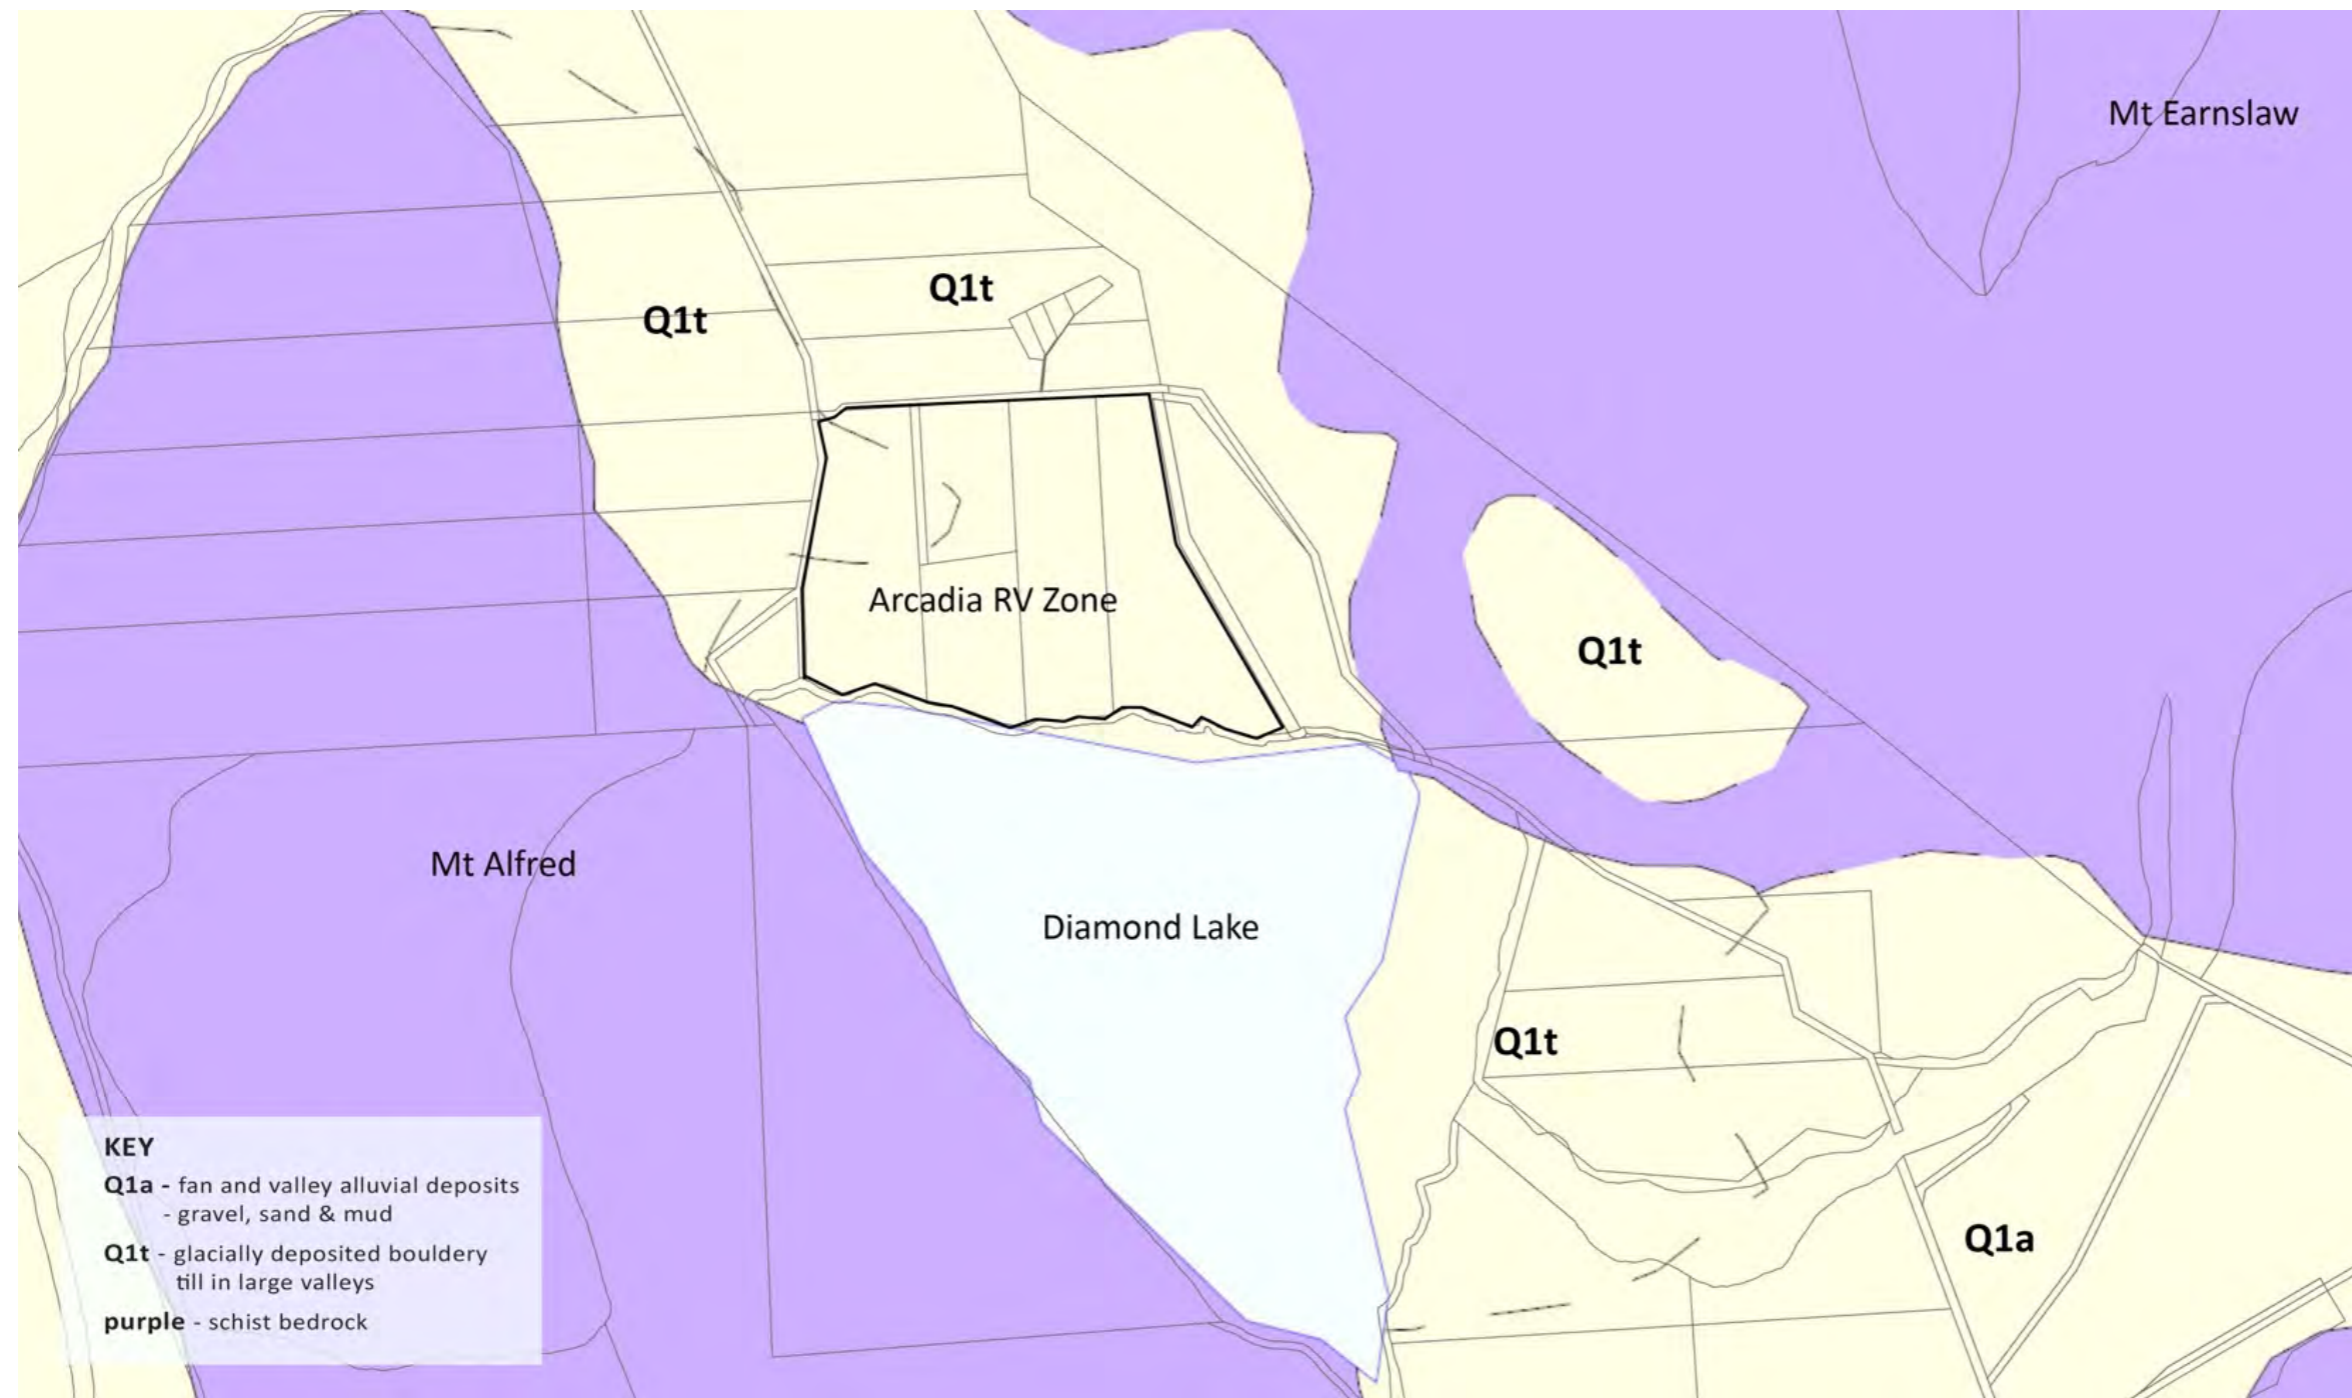 Mt Earnslaw
Q1t
Q1t
Arcadia RV Zone
Q1t
Mt Alfred
Diamond Lake
Q1t
Q1a
KEY
Q1a - fan and valley alluvial deposits
- gravel, sand & mud
Q1t - glacially deposited bouldery
till in large valleys
purple - schist bedrock